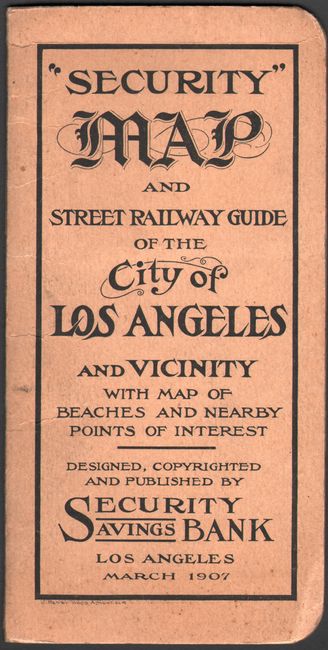 "SECURITY"
MAP
AND
STREET RAILWAY GUIDE
OF THE
City of
LOS ANGELES
AND VICINITY
WITH MAP OF
BEACHES AND NEARBY
POINTS OF INTEREST
DESIGNED, COPYRIGHTED
AND PUBLISHED BY
SECURITY
SAVINGS BANK
LOS ANGELES
MARCH 1907